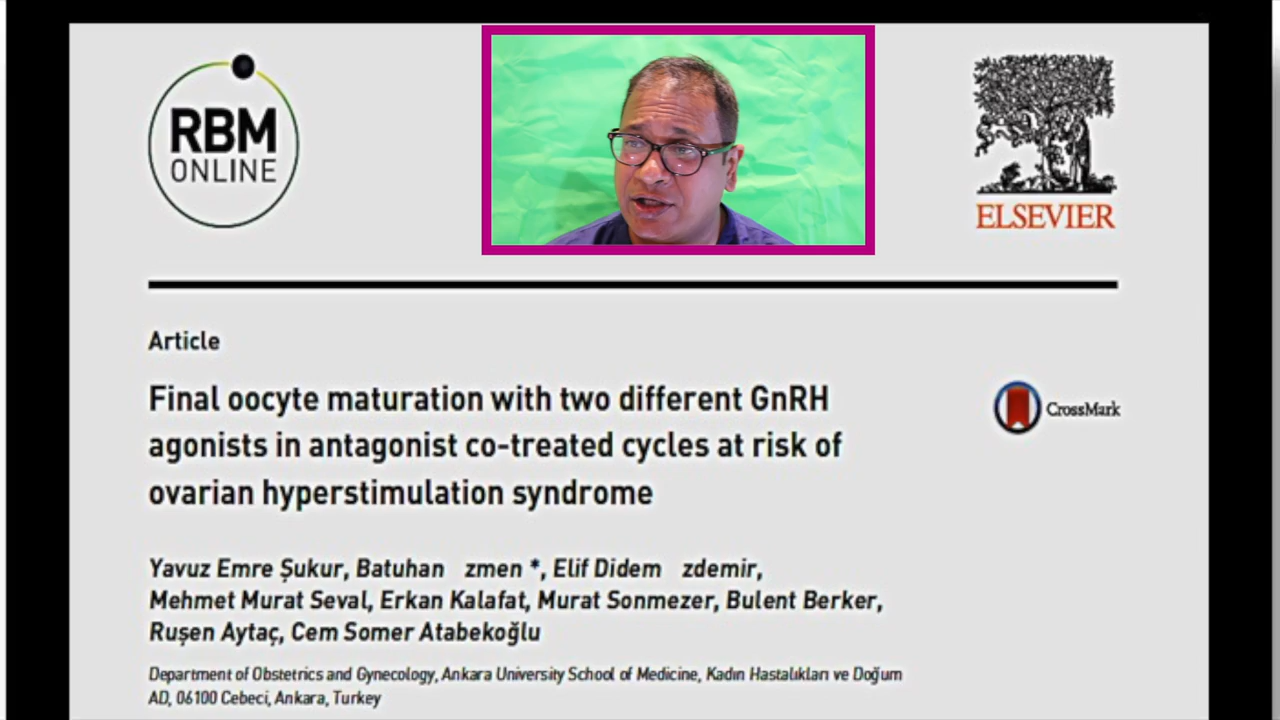 RBM
ONLINE
ELSEVIER
Article
Final oocyte maturation with two different GnRH
agonists in antagonist co-treated cycles at risk of
ovarian hyperstimulation syndrome
CrossMark
Yavuz Emre Şukur, Batuhan zmen *, Elif Didem zdemir,
Mehmet Murat Seval, Erkan Kalafat, Murat Sonmezer, Bulent Berker,
Ruşen Aytaç, Cem Somer Atabekoğlu
Department of Obstetrics and Gynecology, Ankara University School of Medicine, Kadın Hastalıkları ve Doğum
AD, 06100 Cebeci, Ankara, Turkey